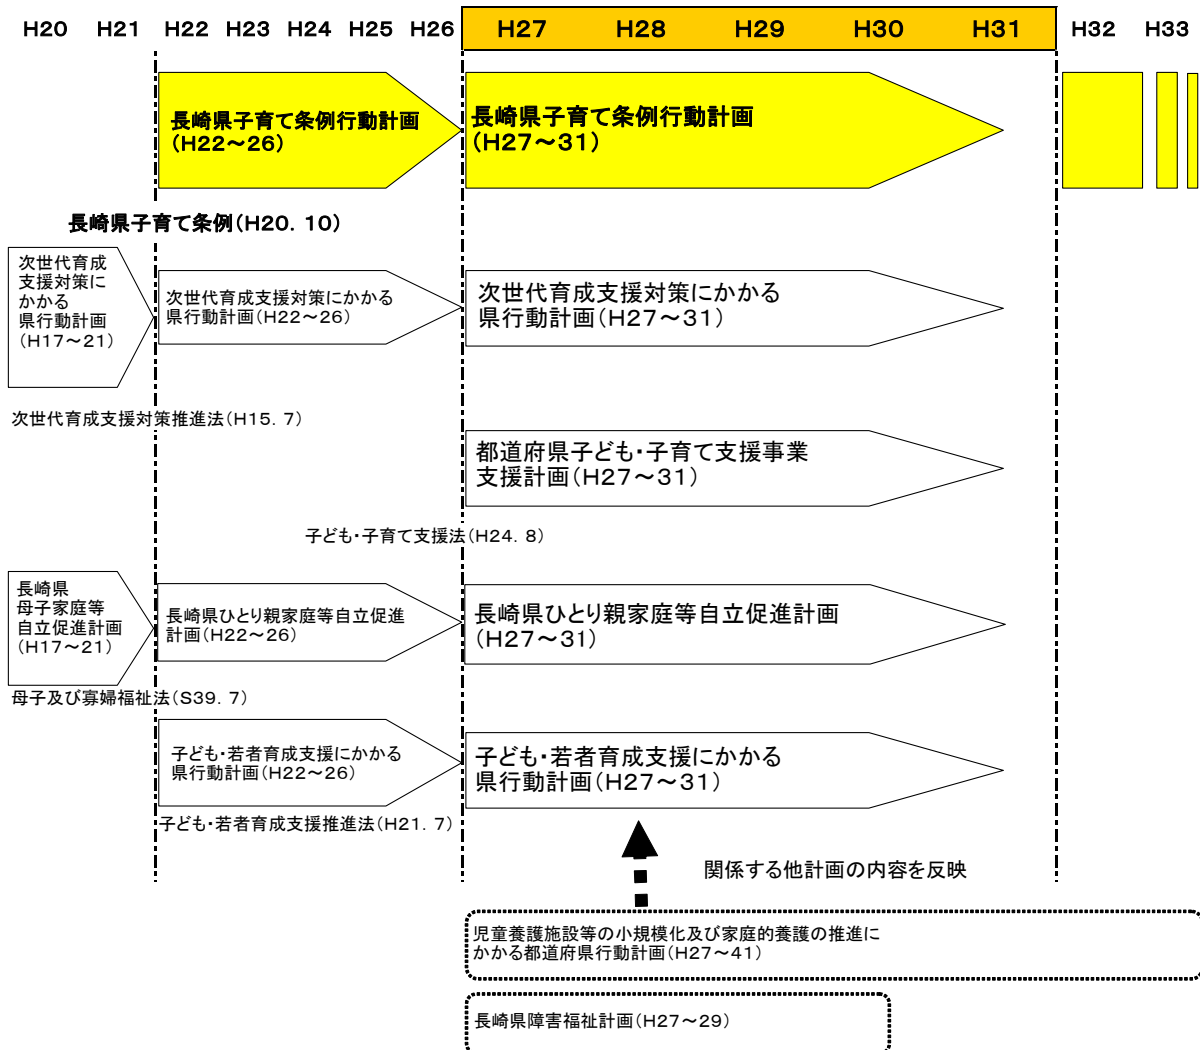 H20 H21 H22 H23 H24 H25 H26 H27 H28 H29 H30 H31 H32 H33
長崎県子育て条例行動計画
(H22~26)
長崎県子育て条例行動計画
(H27~31)
長崎県子育て条例(H20. 10)
次世代育成
支援対策に
かかる
県行動計画
(H17~21)
次世代育成支援対策にかかる
県行動計画(H22~26)
次世代育成支援対策にかかる
県行動計画(H27~31)
次世代育成支援対策推進法(H15. 7)
都道府県子ども・子育て支援事業
支援計画(H27~31)
子ども・子育て支援法(H24. 8)
長崎県
母子家庭等
自立促進計画
(H17~21)
長崎県ひとり親家庭等自立促進
計画(H22~26)
長崎県ひとり親家庭等自立促進計画
(H27~31)
母子及び寡婦福祉法(S39. 7)
子ども・若者育成支援にかかる
県行動計画(H22~26)
子ども・若者育成支援にかかる
県行動計画(H27~31)
子ども・若者育成支援推進法(H21. 7)
関係する他計画の内容を反映
児童養護施設等の小規模化及び家庭的養護の推進に
かかる都道府県行動計画(H27~41)
長崎県障害福祉計画(H27~29)